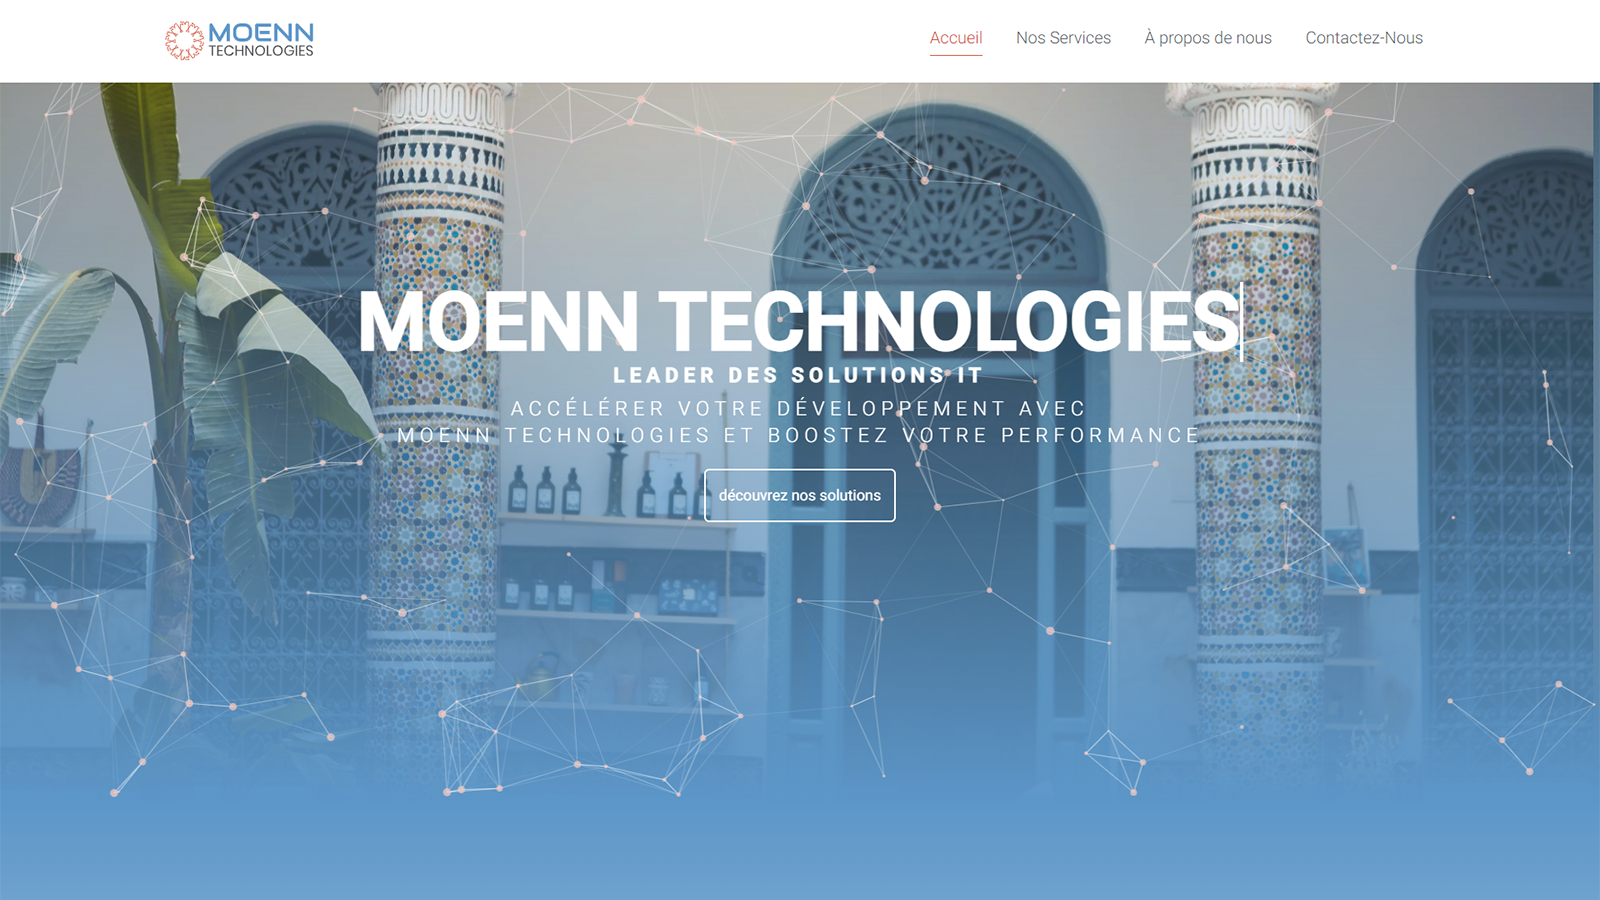 MOENN
TECHNOLOGIES
Accueil
Nos Services
À propos de nous
Contactez-Nous
MOENN TECHNOLOGIES
LEADER DES SOLUTIONS IT
ACCÉLÉRER VOTRE DÉVELOPPEMENT AVEC
MOENN TECHNOLOGIES ET BOOSTEZ VOTRE PERFORMANCE
découvrez nos solutions